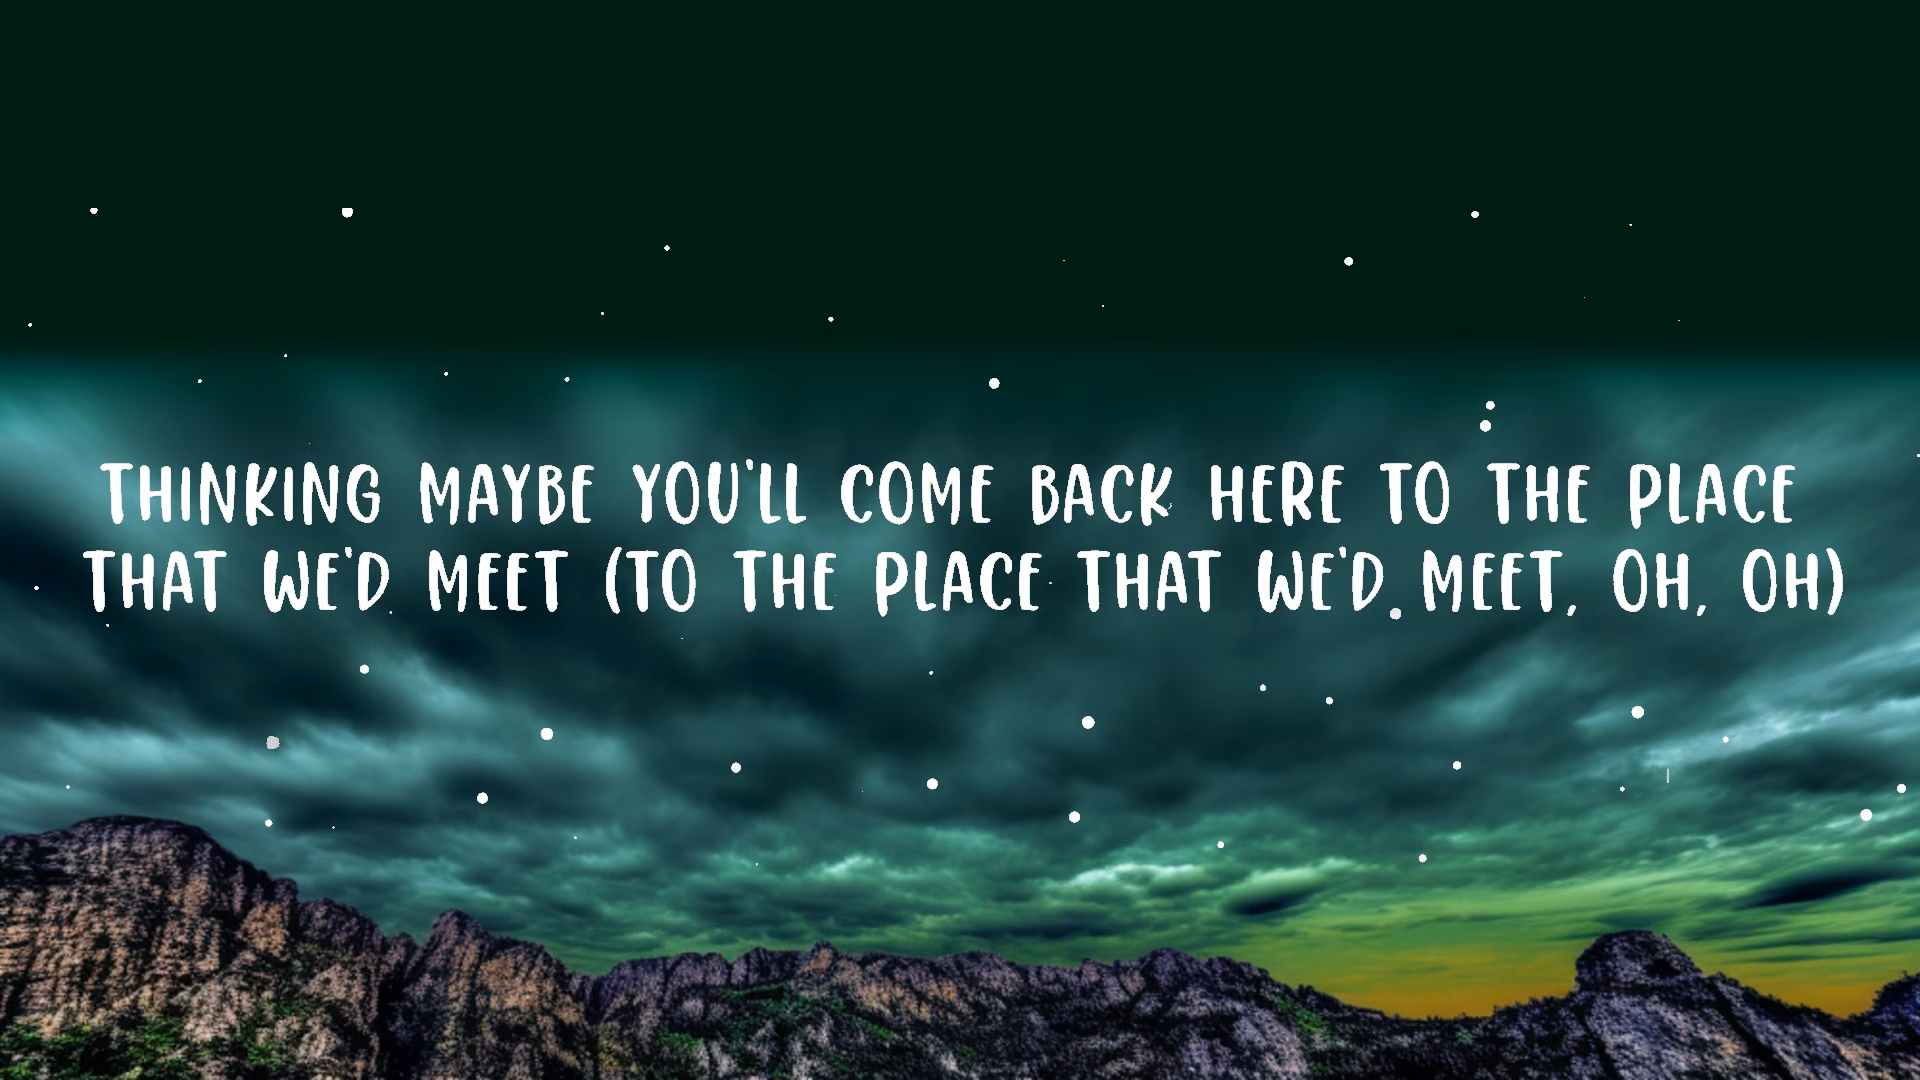 THINKING MAYBE YOU'LL COME BACK HERE TO THE PLACE
THAT WE'D MEET (TO THE PLACE THAT WE'D MEET, OH, OH)